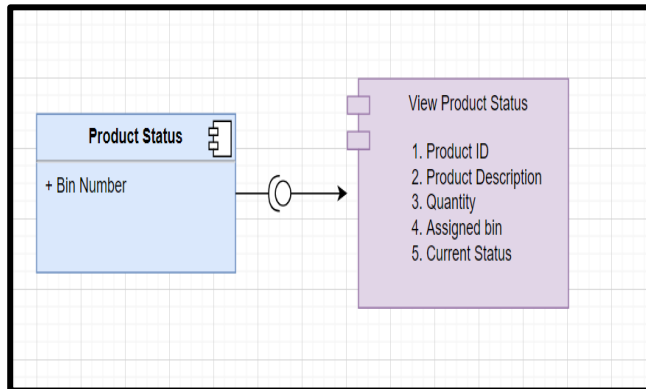 Product Status
+ Bin Number
View Product Status
1. Product ID
2. Product Description
3. Quantity
4. Assigned bin
5. Current Status